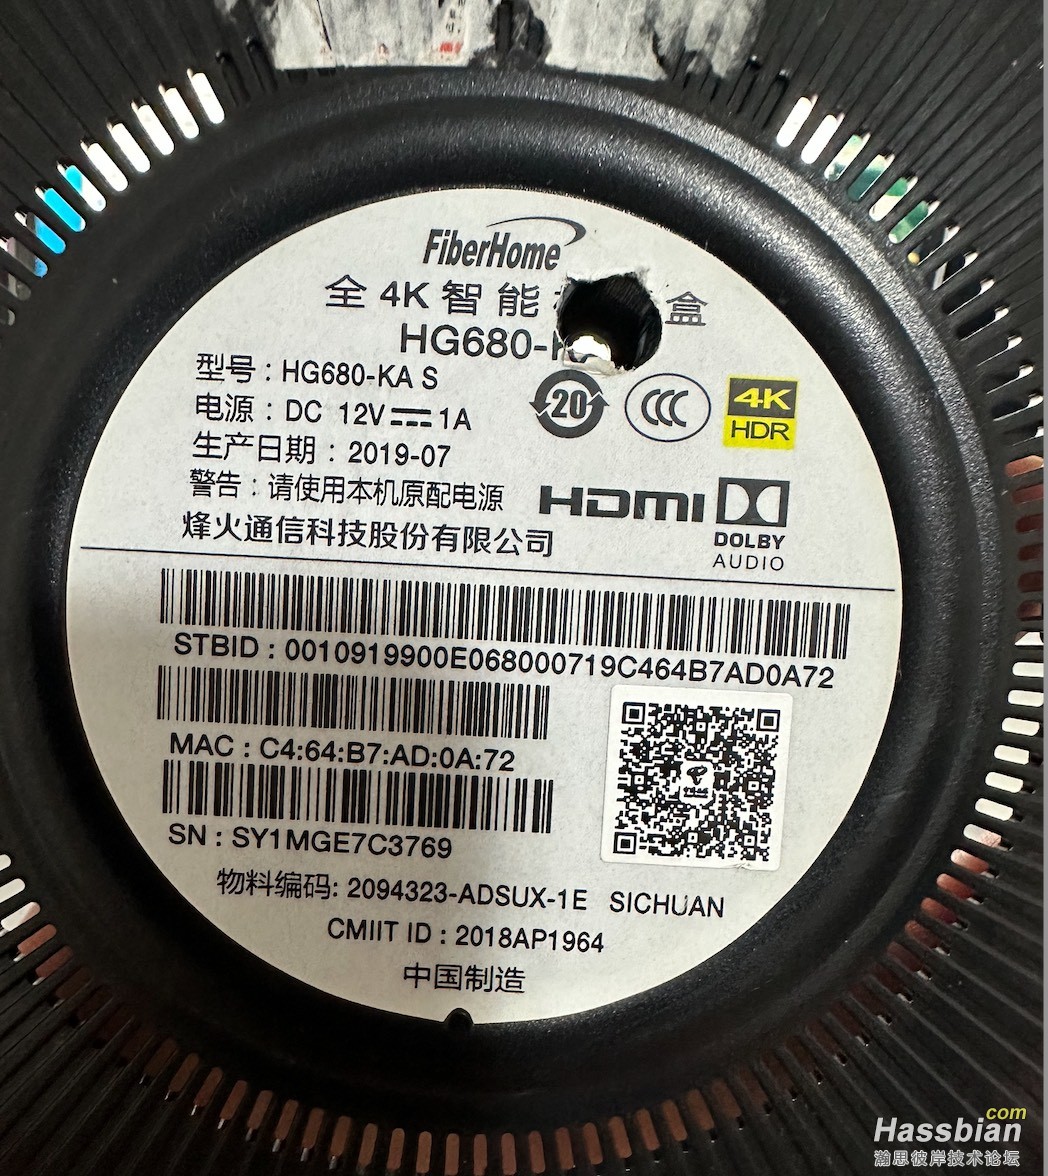 FiberHome
全 4K 智 能 盒
HG680-
型号：HG680-KA S
电源：DC 12V 1A
20 CCC 4K HDR
生产日期：2019-07
警告：请使用本机原配电源
HDMI DOLBY AUDIO
烽火通信科技股份有限公司
STBID：0010919900E068000719C464B7AD0A72
MAC：C4:64:B7:AD:0A:72
SN：SY1MGE7C3769
物料编码: 2094323-ADSUX-1E SICHUAN
CMIIT ID：2018AP1964
中国制造
Hassbian.com
瀚思彼岸技术论坛